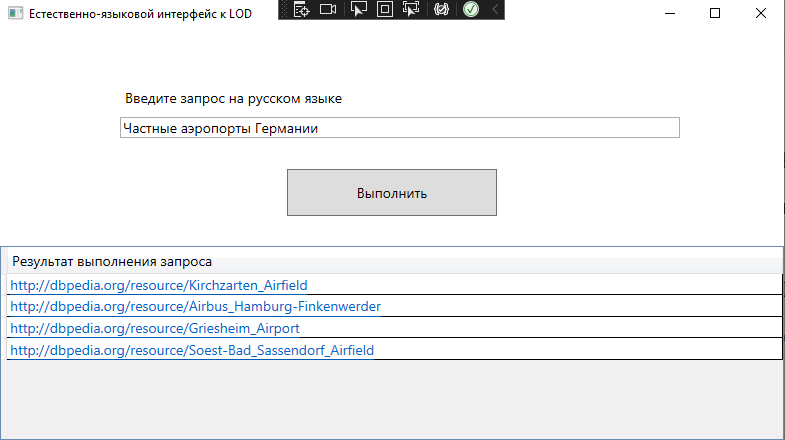 Естественно-языковой интерфейс к LOD
Введите запрос на русском языке
Частные аэропорты Германии
Выполнить
Результат выполнения запроса
http://dbpedia.org/resource/Kirchzarten_Airfield
http://dbpedia.org/resource/Airbus_Hamburg-Finkenwerder
http://dbpedia.org/resource/Griesheim_Airport
http://dbpedia.org/resource/Soest-Bad_Sassendorf_Airfield